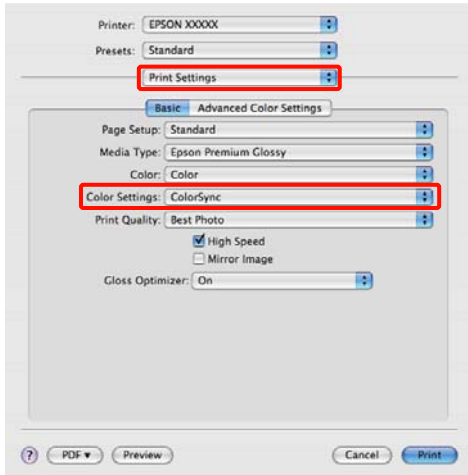 Printer: EPSON XXXXX
Presets: Standard
Print Settings
Basic Advanced Color Settings
Page Setup: Standard
Media Type: Epson Premium Glossy
Color: Color
Color Settings: ColorSync
Print Quality: Best Photo
High Speed
Mirror Image
Gloss Optimizer: On
? PDF ▼ Preview Cancel Print